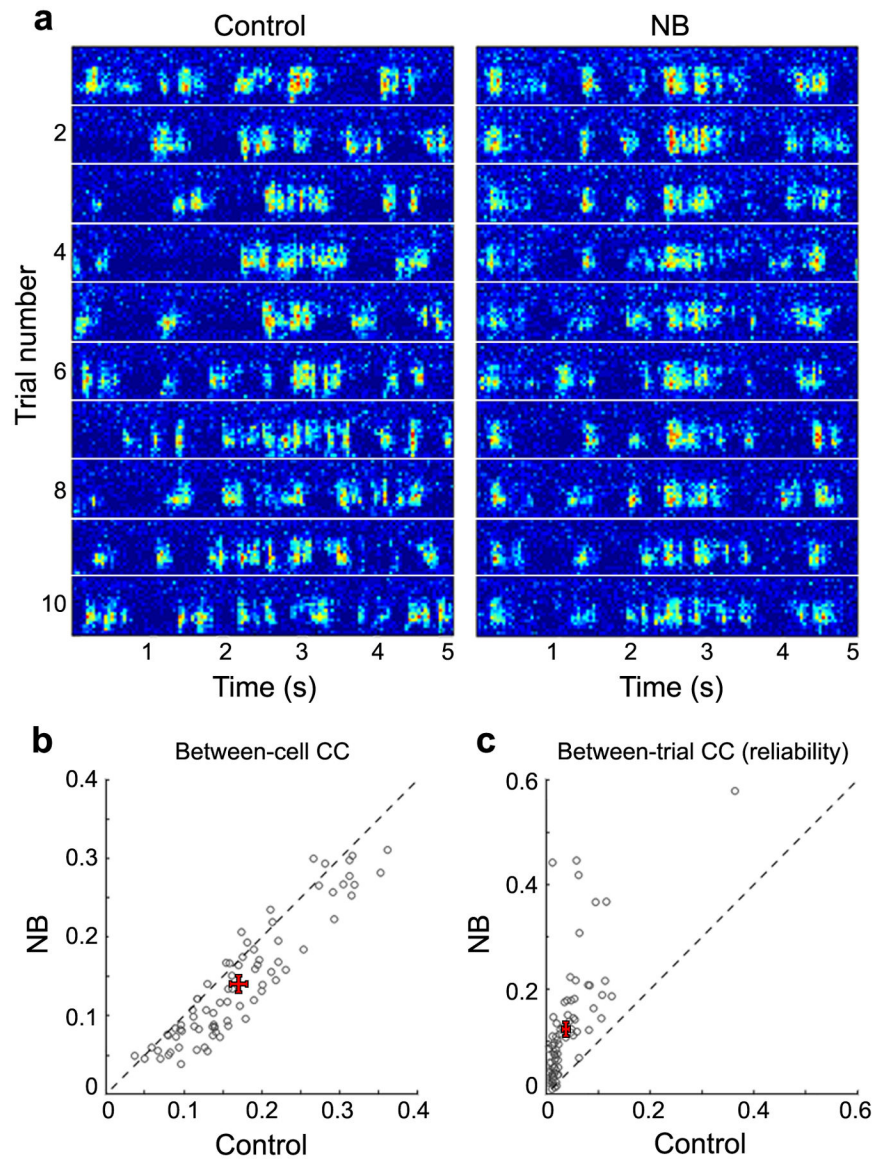 a
Control
NB
Trial number
2
4
6
8
10
1 2 3 4 5
1 2 3 4 5
Time (s)
Time (s)
b
Between-cell CC
NB
0.4
0.3
0.2
0.1
0
0 0.1 0.2 0.3 0.4
Control
c
Between-trial CC (reliability)
NB
0.6
0.4
0.2
0
0 0.2 0.4 0.6
Control